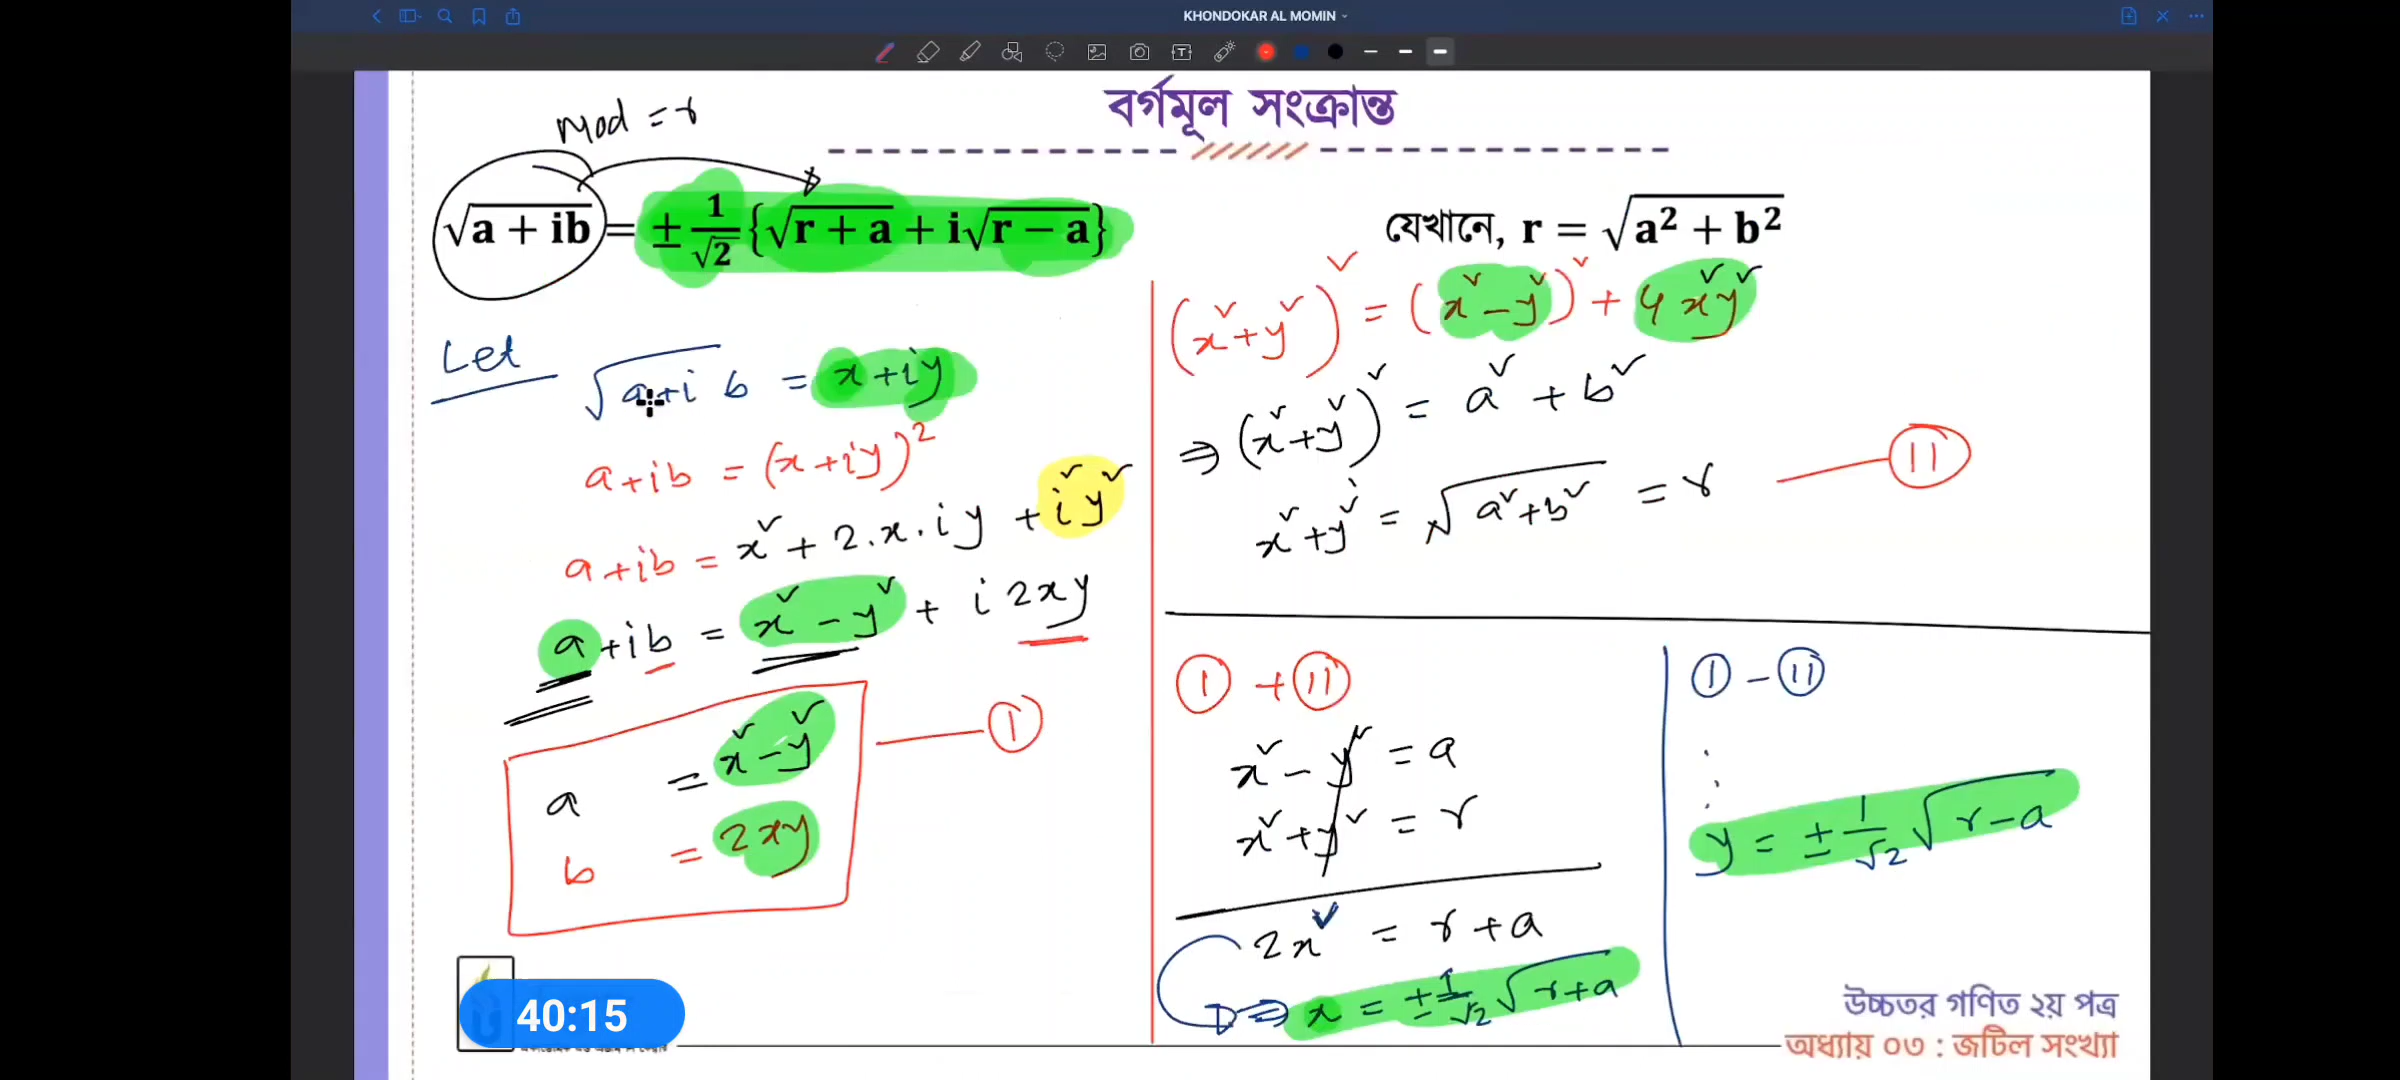 KHONDOKAR AL MOMIN
বর্গমূল সংক্রান্ত
Mod = r
√(a + ib) = ± 1/√2 {√(r + a) + i√(r − a)}
যেখানে, r = √(a² + b²)
Let √(a+i b) = x+iy
a+ib = (x+iy)²
a+ib = x² + 2.x.iy + i²y²
a+ib = x² − y² + i 2xy
a = x² − y²
b = 2xy
①
(x²+y²)² = (x²−y²)² + 4x²y²
⇒ (x²+y²)² = a² + b²
x²+y² = √(a²+b²) = r
⑪
① + ⑪
x² − y² = a
x² + y² = r
2x² = r+a
⇒ x = ± 1/√2 √(r+a)
① − ⑪
y = ± 1/√2 √(r−a)
40:15
উচ্চতর গণিত ২য় পত্র
অধ্যায় ০৩ : জটিল সংখ্যা